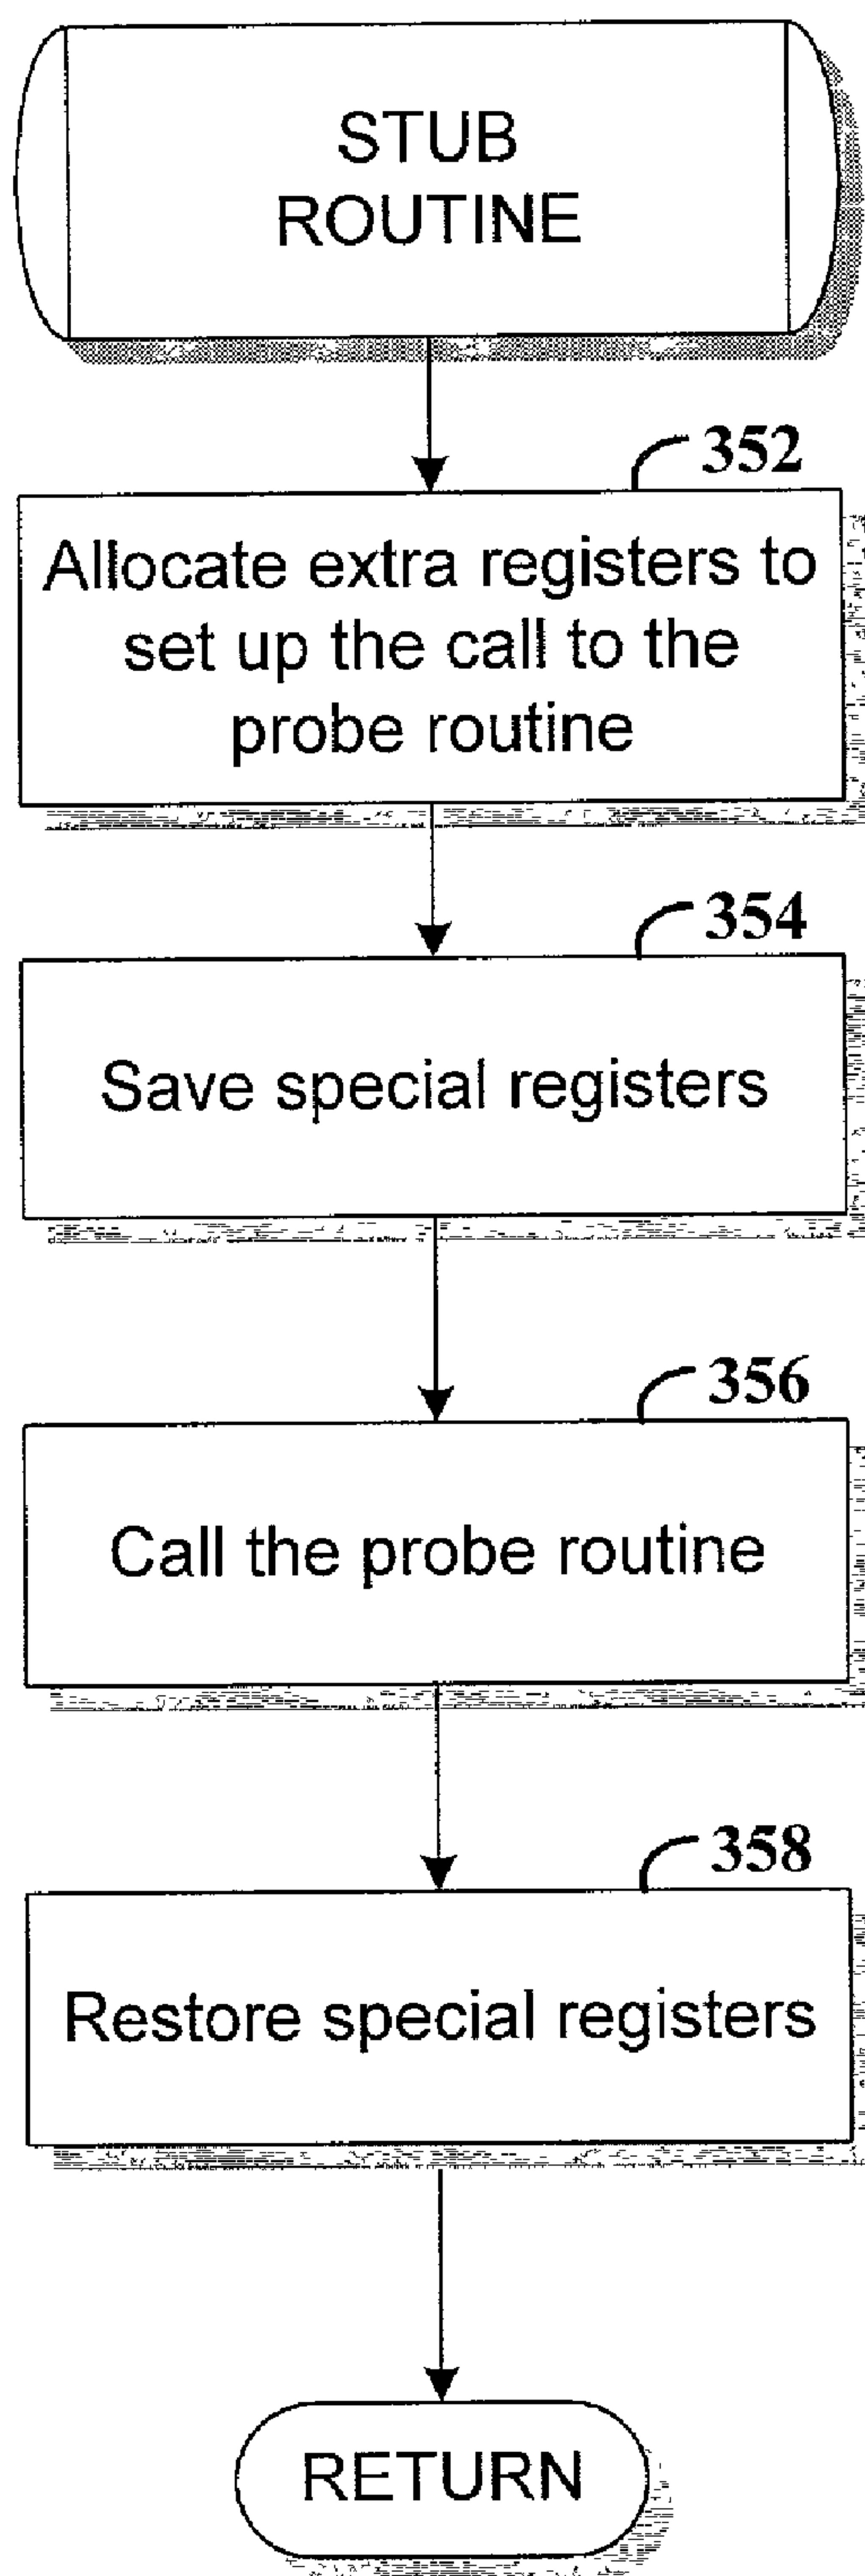 STUB
ROUTINE
352
Allocate extra registers to
set up the call to the
probe routine
354
Save special registers
356
Call the probe routine
358
Restore special registers
RETURN